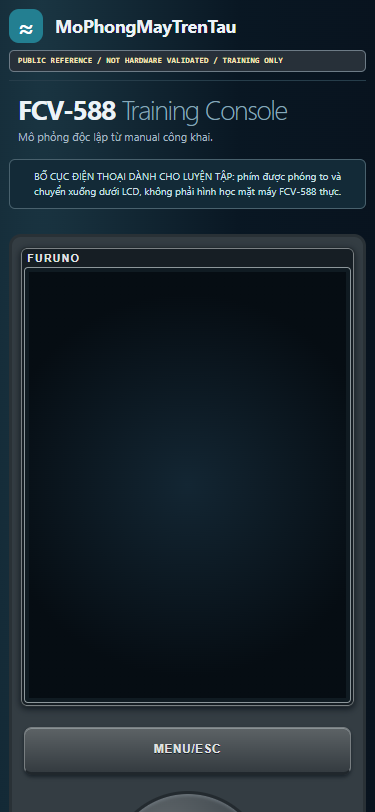 ≈ MoPhongMayTrenTau
PUBLIC REFERENCE / NOT HARDWARE VALIDATED / TRAINING ONLY
FCV-588 Training Console
Mô phỏng độc lập từ manual công khai.
BỐ CỤC ĐIỆN THOẠI DÀNH CHO LUYỆN TẬP: phím được phóng to và
chuyển xuống dưới LCD, không phải hình học mặt máy FCV-588 thực.
FURUNO
MENU/ESC